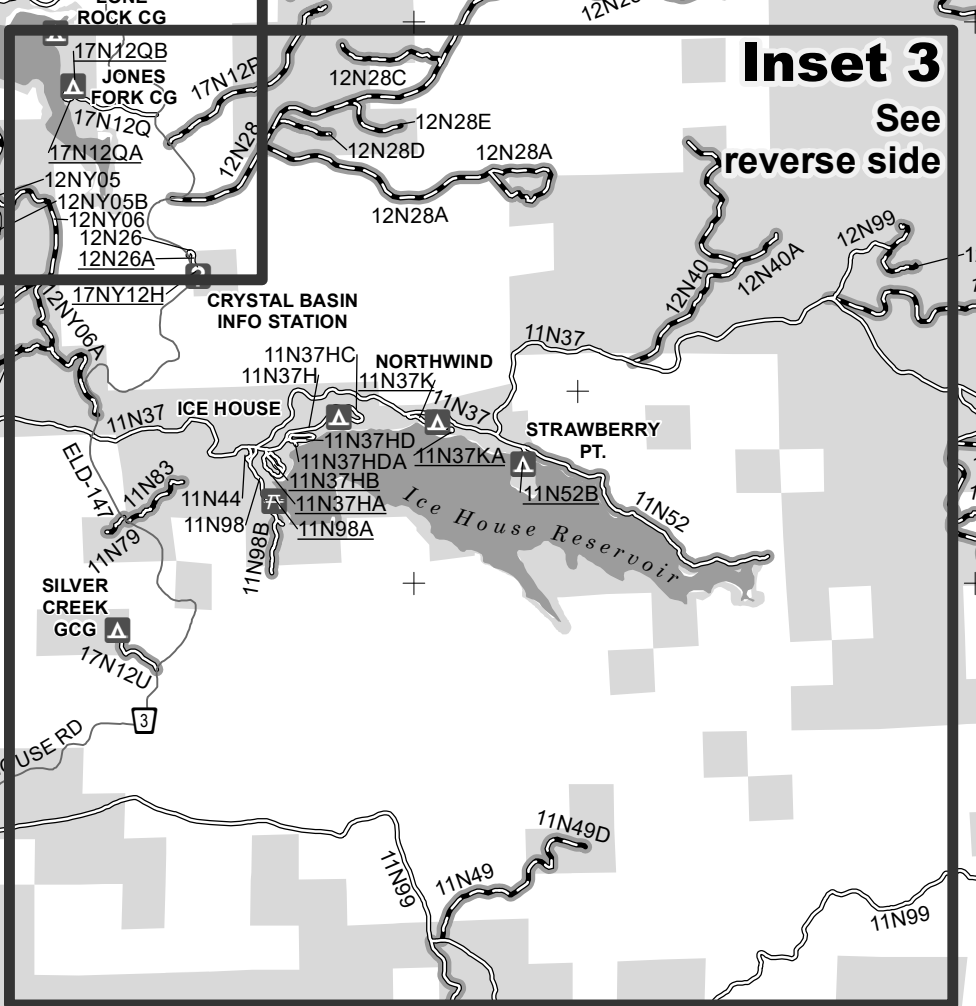 ROCK CG
17N12QB
JONES
FORK CG
17N12Q
17N12QA
17N12P
12N28
12N28C
12N28E
12N28D
12N28A
12N28A
Inset 3
See
reverse side
12NY05
12NY05B
12NY06
12N26
12N26A
17NY12H
12NY06A
CRYSTAL BASIN
INFO STATION
12N40
12N40A
12N99
11N37
11N37HC
NORTHWIND
11N37H
11N37K
11N37
ICE HOUSE
11N37
STRAWBERRY
PT.
11N37HD
11N37HDA
11N37KA
11N37HB
11N52B
11N37HA
11N44
11N98
11N98A
11N98B
11N52
Ice House Reservoir
ELD-147
11N83
11N79
SILVER
CREEK
GCG
17N12U
3
OUSE RD
11N49D
11N49
11N99
11N99